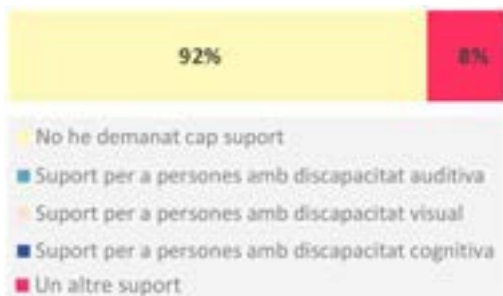 92% 8%
No he demanat cap suport
Suport per a persones amb discapacitat auditiva
Suport per a persones amb discapacitat visual
Suport per a persones amb discapacitat cognitiva
Un altre suport